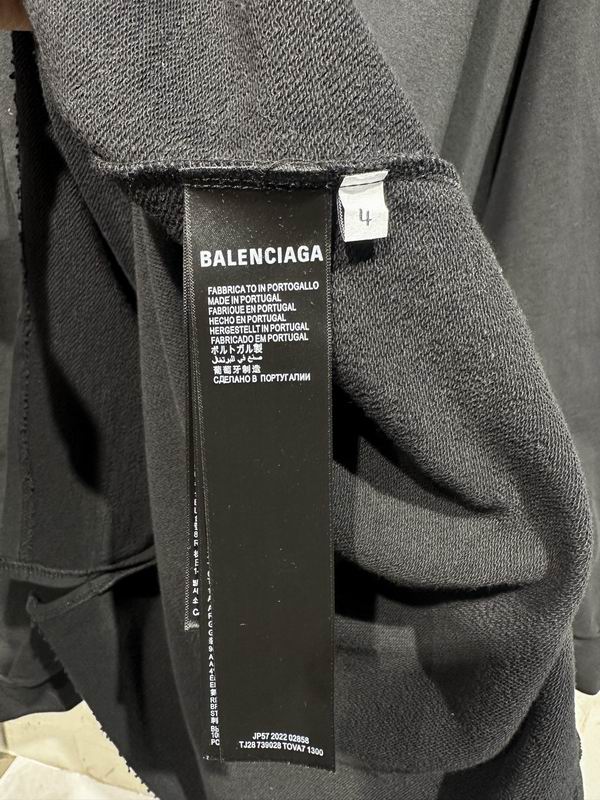 4
BALENCIAGA
FABBRICATO IN PORTOGALLO
MADE IN PORTUGAL
FABRIQUE EN PORTUGAL
HECHO EN PORTUGAL
HERGESTELLT IN PORTUGAL
FABRICADO EM PORTUGAL
ポルトガル製
صنع في البرتغال
葡萄牙制造
СДЕЛАНО В ПОРТУГАЛИИ
JP57 2022 02858
TJ28 739028 TOVA7 1300